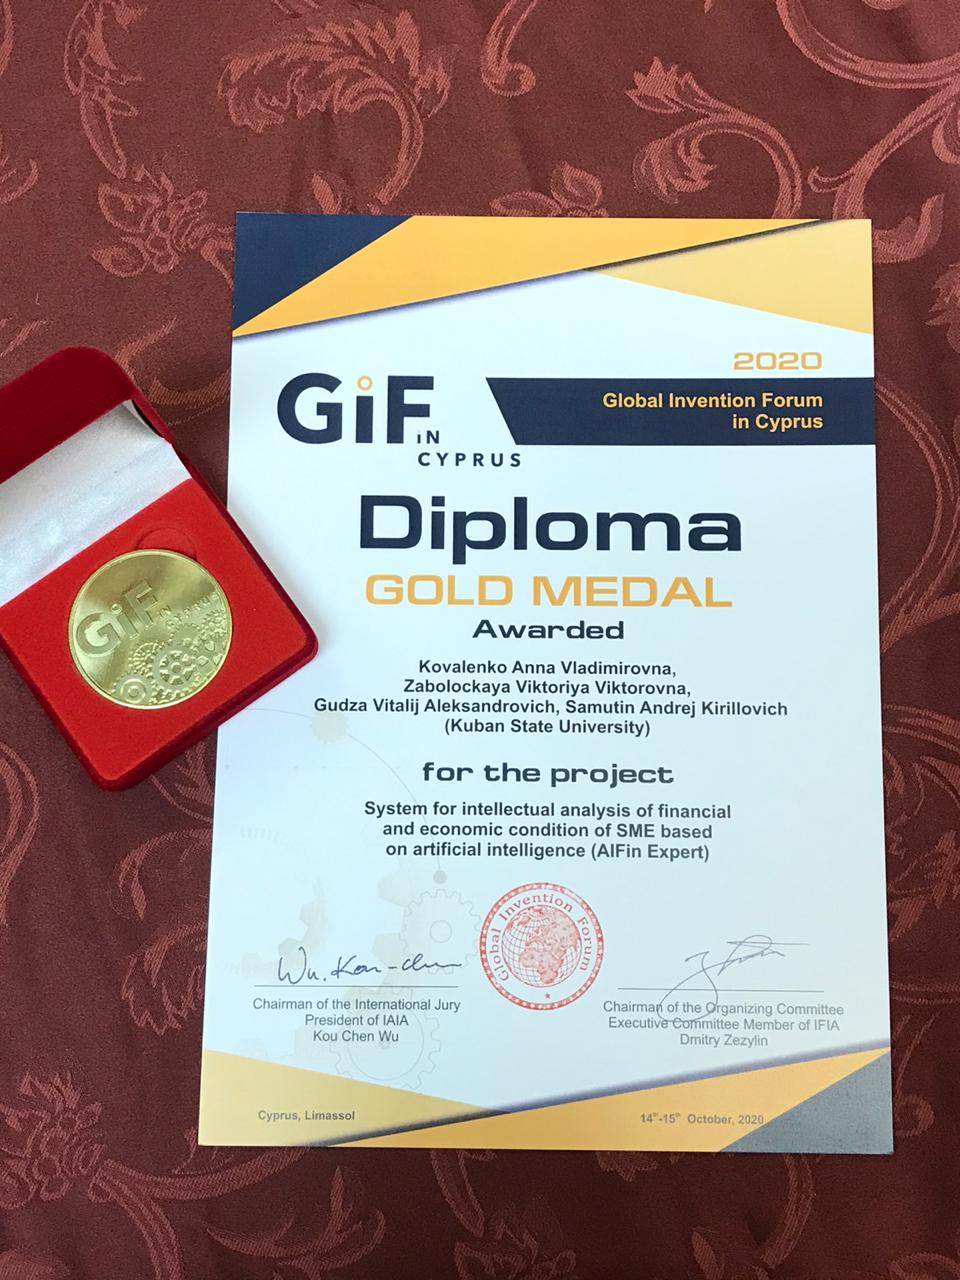 2020
Global Invention Forum
in Cyprus
GiF
iN
CYPRUS
Diploma
GOLD MEDAL
Awarded
Kovalenko Anna Vladimirovna,
Zabolockaya Viktoriya Viktorovna,
Gudza Vitalij Aleksandrovich, Samutin Andrej Kirillovich
(Kuban State University)
for the project
System for intellectual analysis of financial
and economic condition of SME based
on artificial intelligence (AIFin Expert)
Global Invention Forum
Wu. Kou-chen
Chairman of the International Jury
President of IAIA
Kou Chen Wu
Chairman of the Organizing Committee
Executive Committee Member of IFIA
Dmitry Zezylin
Cyprus, Limassol
14th-15th October, 2020
GiF